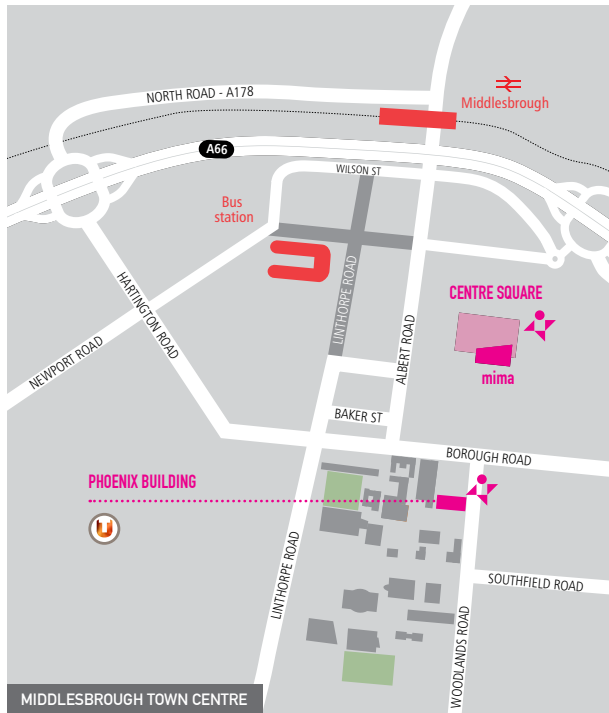 NORTH ROAD - A178
Middlesbrough
A66
WILSON ST
Bus
station
LINTHORPE ROAD
HARTINGTON ROAD
CENTRE SQUARE
NEWPORT ROAD
ALBERT ROAD
mima
BAKER ST
BOROUGH ROAD
PHOENIX BUILDING
U
LINTHORPE ROAD
SOUTHFIELD ROAD
WOODLANDS ROAD
MIDDLESBROUGH TOWN CENTRE